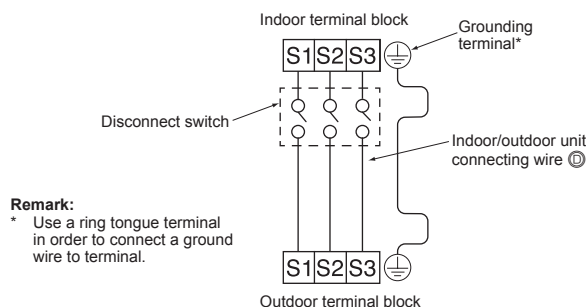 Indoor terminal block
Grounding
terminal*
S1 S2 S3
Disconnect switch
Indoor/outdoor unit
connecting wire Ⓓ
Remark:
* Use a ring tongue terminal
in order to connect a ground
wire to terminal.
S1 S2 S3
Outdoor terminal block